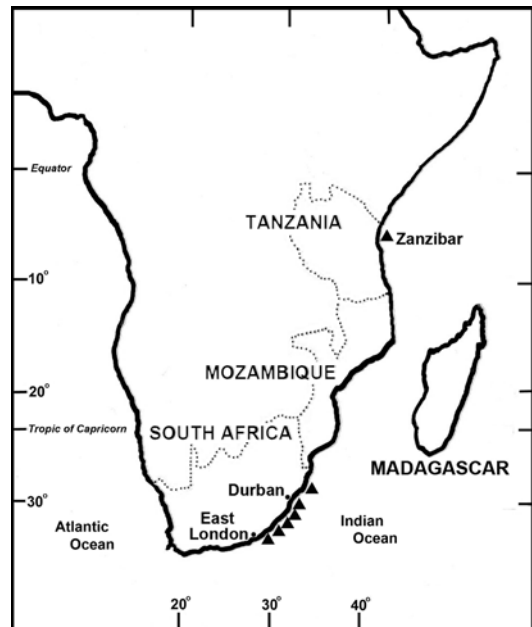 Equator
TANZANIA
Zanzibar
10°
MOZAMBIQUE
20°
Tropic of Capricorn
SOUTH AFRICA
MADAGASCAR
Durban
30°
East
London
Atlantic
Ocean
Indian
Ocean
20°
30°
40°